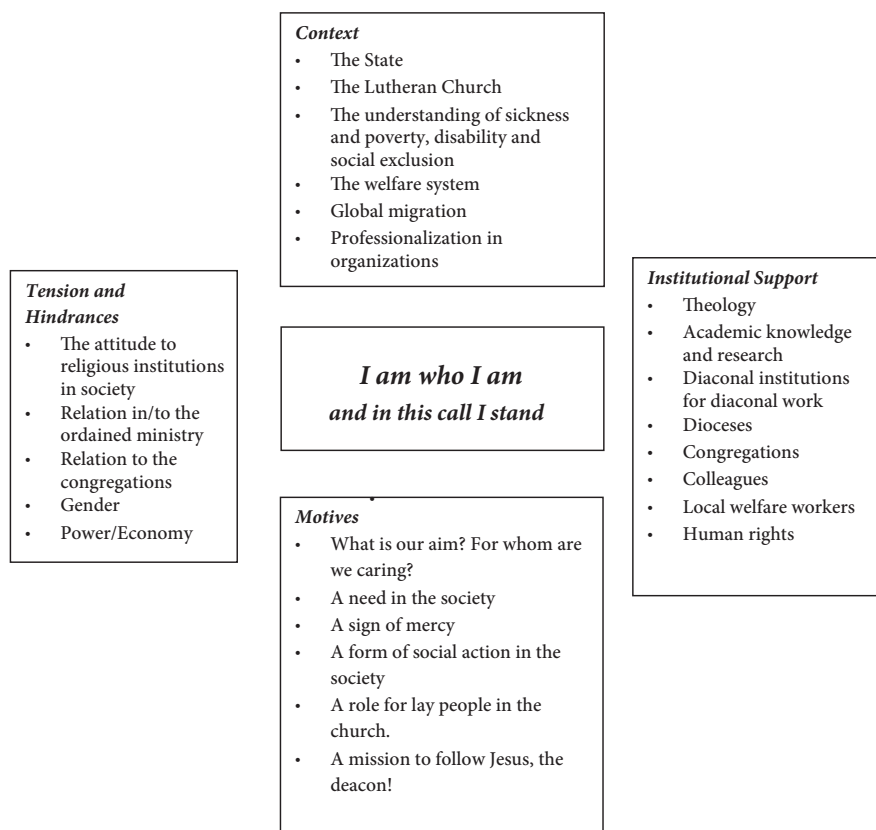 Context
• The State
• The Lutheran Church
• The understanding of sickness
and poverty, disability and
social exclusion
• The welfare system
• Global migration
• Professionalization in
organizations
Tension and
Hindrances
• The attitude to
religious institutions
in society
• Relation in/to the
ordained ministry
• Relation to the
congregations
• Gender
• Power/Economy
I am who I am
and in this call I stand
Institutional Support
• Theology
• Academic knowledge
and research
• Diaconal institutions
for diaconal work
• Dioceses
• Congregations
• Colleagues
• Local welfare workers
• Human rights
Motives
• What is our aim? For whom are
we caring?
• A need in the society
• A sign of mercy
• A form of social action in the
society
• A role for lay people in the
church.
• A mission to follow Jesus, the
deacon!